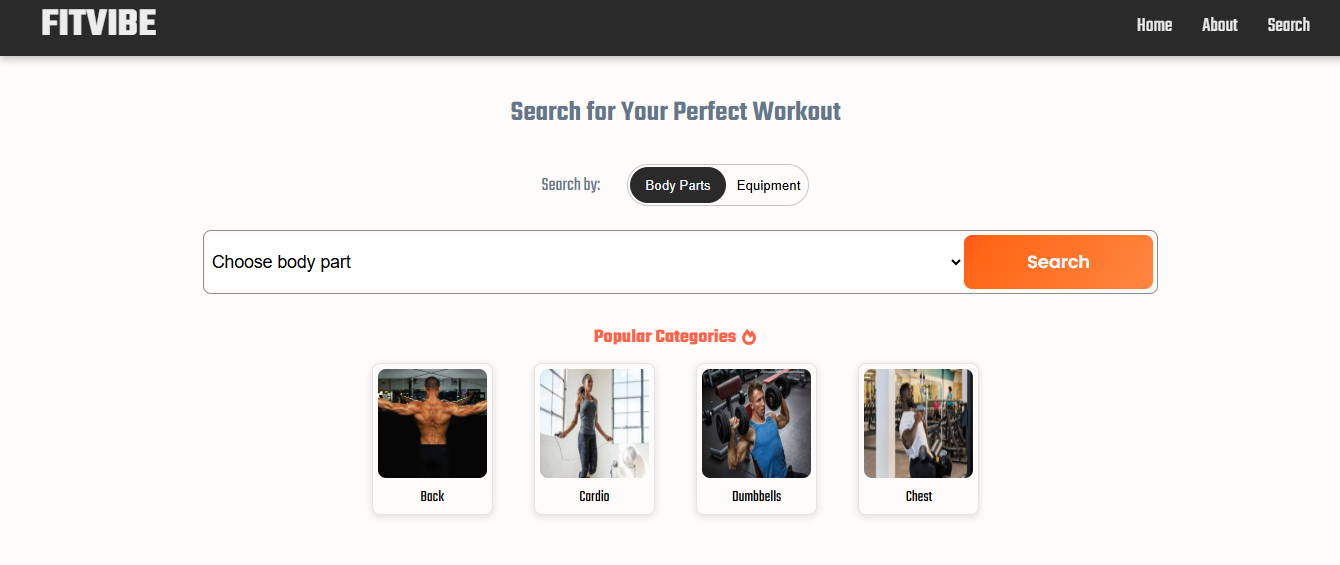 FITVIBE
Home About Search
Search for Your Perfect Workout
Search by: Body Parts Equipment
Choose body part Search
Popular Categories
Back Cardio Dumbbells Chest